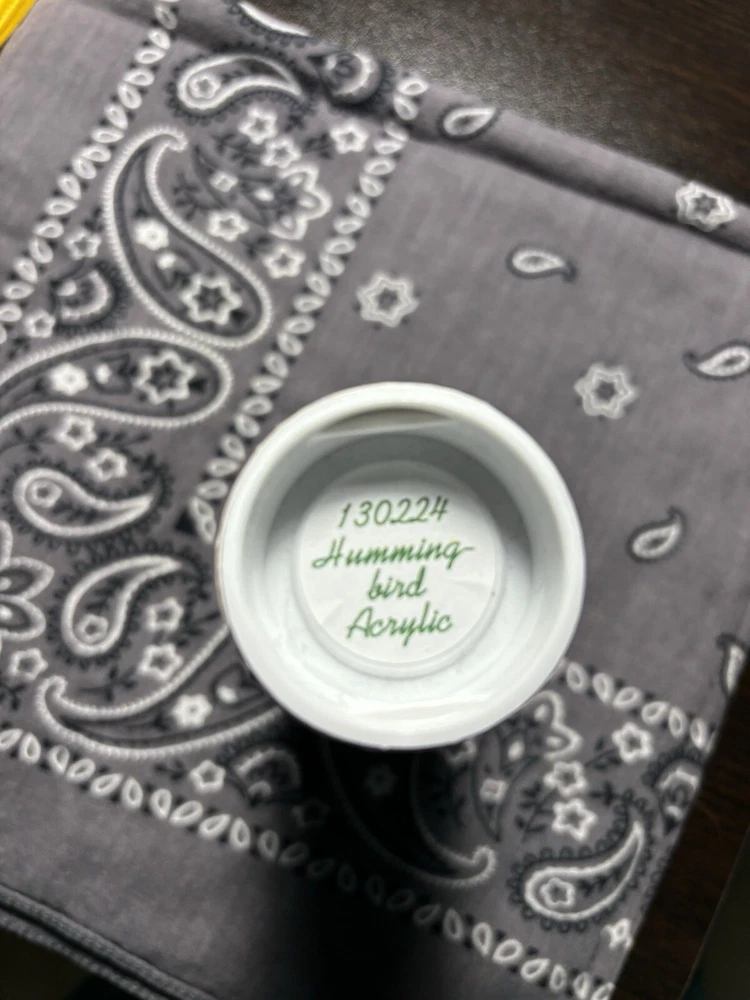 130224
Humming-
bird
Acrylic